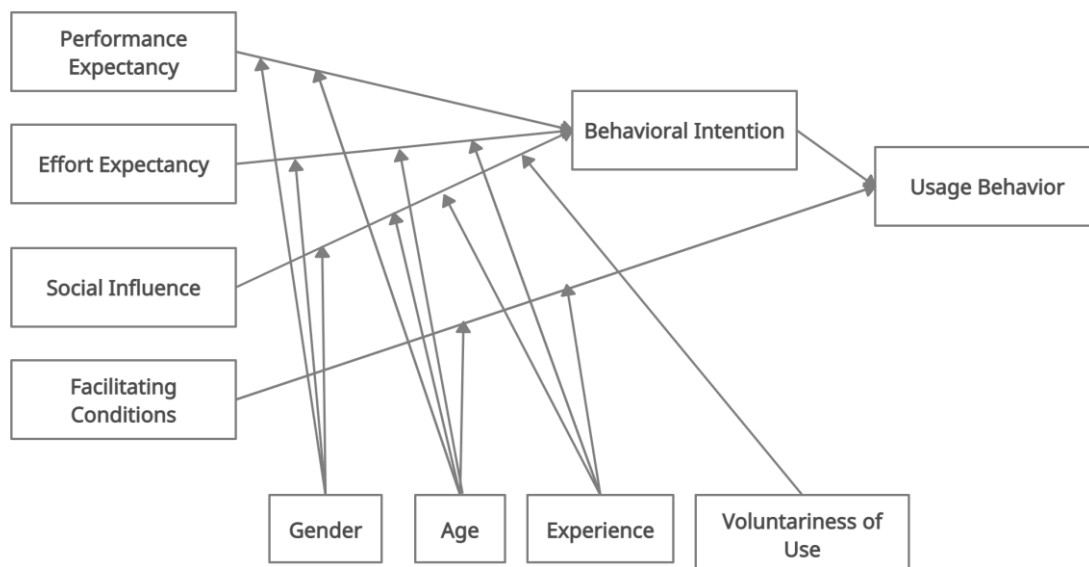 Performance
Expectancy
Effort Expectancy
Social Influence
Facilitating
Conditions
Behavioral Intention
Usage Behavior
Gender
Age
Experience
Voluntariness of
Use